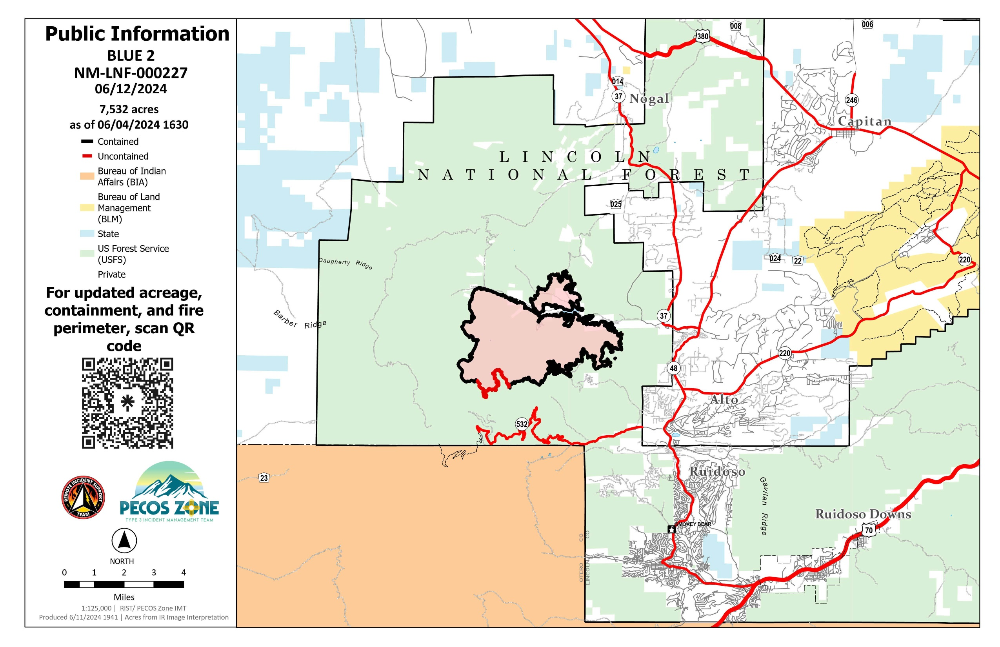 Public Information
BLUE 2
NM-LNF-000227
06/12/2024
7,532 acres
as of 06/04/2024 1630
Contained
Uncontained
Bureau of Indian
Affairs (BIA)
Bureau of Land
Management
(BLM)
State
US Forest Service
(USFS)
Private
For updated acreage,
containment, and fire
perimeter, scan QR
code
REMOTE INCIDENT SUPPORT
TEAM
PECOS ZONE
TYPE 3 INCIDENT MANAGEMENT TEAM
NORTH
0 1 2 3 4
Miles
1:125,000 | RIST/ PECOS Zone IMT
Produced 6/11/2024 1941 | Acres from IR Image Interpretation
008
006
380
014
37
Nogal
246
Capitan
LINCOLN
NATIONAL FOREST
025
024
22
220
Daugherty Ridge
Barber Ridge
37
220
48
Alto
532
23
Ruidoso
Gavilan Ridge
Ruidoso Downs
70
SMOKEY BEAR
OTERO CO
LINCOLN CO